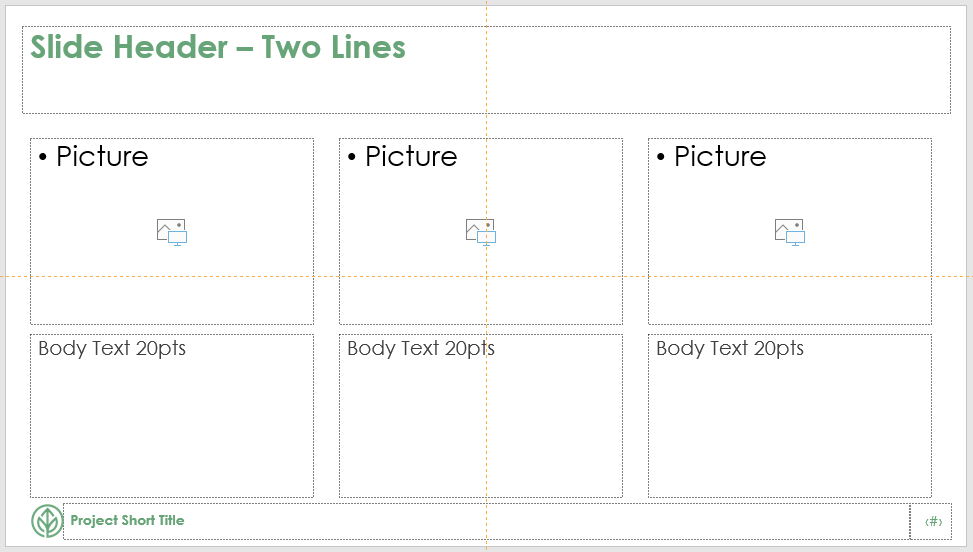 Slide Header – Two Lines
• Picture
• Picture
• Picture
Body Text 20pts
Body Text 20pts
Body Text 20pts
Project Short Title
‹#›